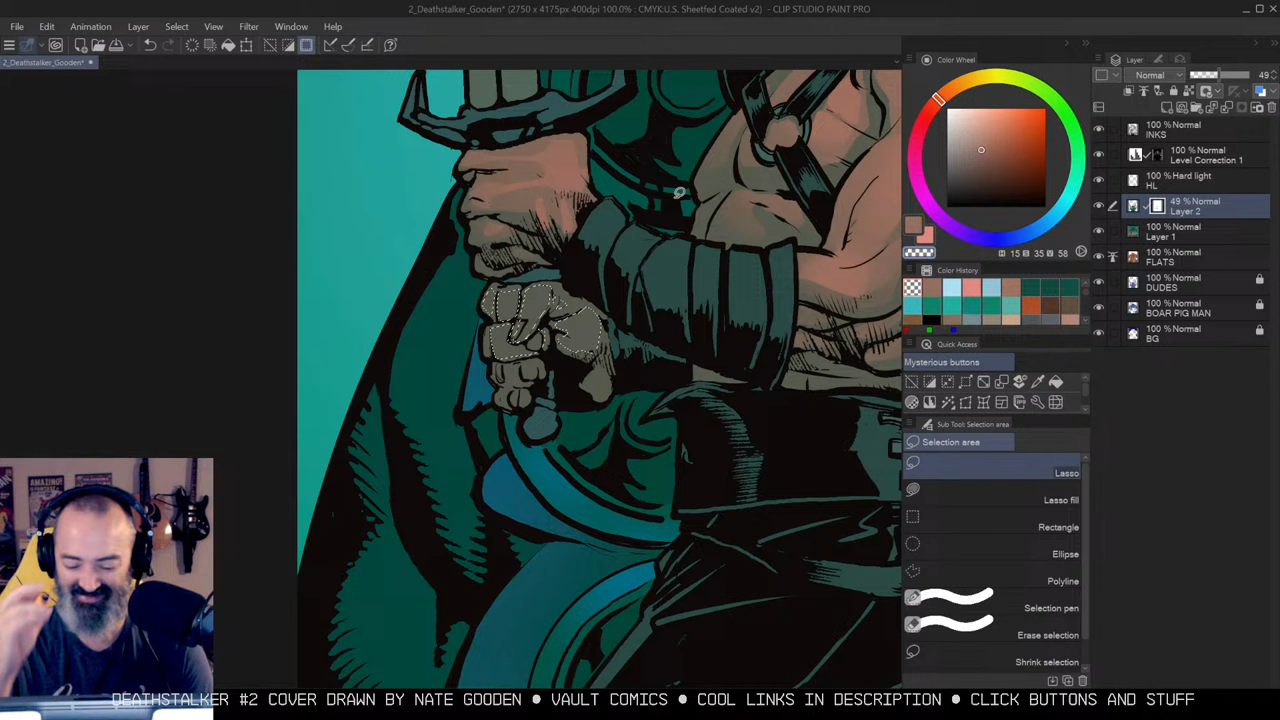 2_Deathstalker_Gooden* (2750 x 4175px 400dpi 100.0% : CMYK:U.S. Sheetfed Coated v2) - CLIP STUDIO PAINT PRO
File Edit Animation Layer Select View Filter Window Help
2_Deathstalker_Gooden*
Color Wheel
H 15 S 35 V 58
Color History
Quick Access
Mysterious buttons
Sub Tool: Selection area
Selection area
Lasso
Lasso fill
Rectangle
Ellipse
Polyline
Selection pen
Erase selection
Shrink selection
Layer
Normal 49
100 % Normal
INKS
100 % Normal
Level Correction 1
100 % Hard light
HL
49 % Normal
Layer 2
100 % Normal
Layer 1
100 % Normal
FLATS
100 % Normal
DUDES
100 % Normal
BOAR PIG MAN
100 % Normal
BG
AMAZING
DEATHSTALKER #2 COVER DRAWN BY NATE GOODEN ● VAULT COMICS ● COOL LINKS IN DESCRIPTION ● CLICK BUTTONS AND STUFF